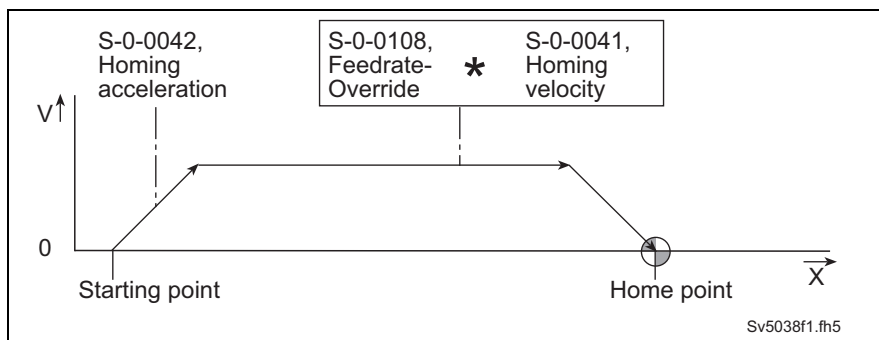 S-0-0042,
Homing
acceleration
S-0-0108,
Feedrate-
Override
*
S-0-0041,
Homing
velocity
V
0
X
Starting point
Home point
Sv5038f1.fh5